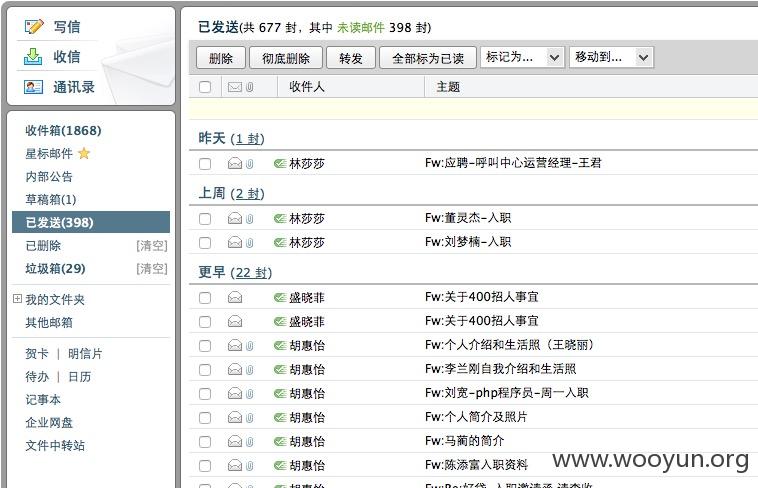 写信
收信
通讯录
收件箱(1868)
星标邮件
内部公告
草稿箱(1)
已发送(398)
已删除 [清空]
垃圾箱(29) [清空]
我的文件夹
其他邮箱
贺卡 | 明信片
待办 | 日历
记事本
企业网盘
文件中转站
已发送(共 677 封，其中 未读邮件 398 封)
删除 彻底删除 转发 全部标为已读 标记为... 移动到...
收件人 主题
昨天 (1 封)
林莎莎 Fw:应聘-呼叫中心运营经理-王君
上周 (2 封)
林莎莎 Fw:董灵杰-入职
林莎莎 Fw:刘梦楠-入职
更早 (22 封)
盛晓菲 Fw:关于400招人事宜
盛晓菲 Fw:关于400招人事宜
胡惠怡 Fw:个人介绍和生活照（王晓丽）
胡惠怡 Fw:李兰刚自我介绍和生活照
胡惠怡 Fw:刘宽-php程序员-周一入职
胡惠怡 Fw:个人简介及照片
胡惠怡 Fw:马蔺的简介
胡惠怡 Fw:陈添富入职资料
www.wooyun.org